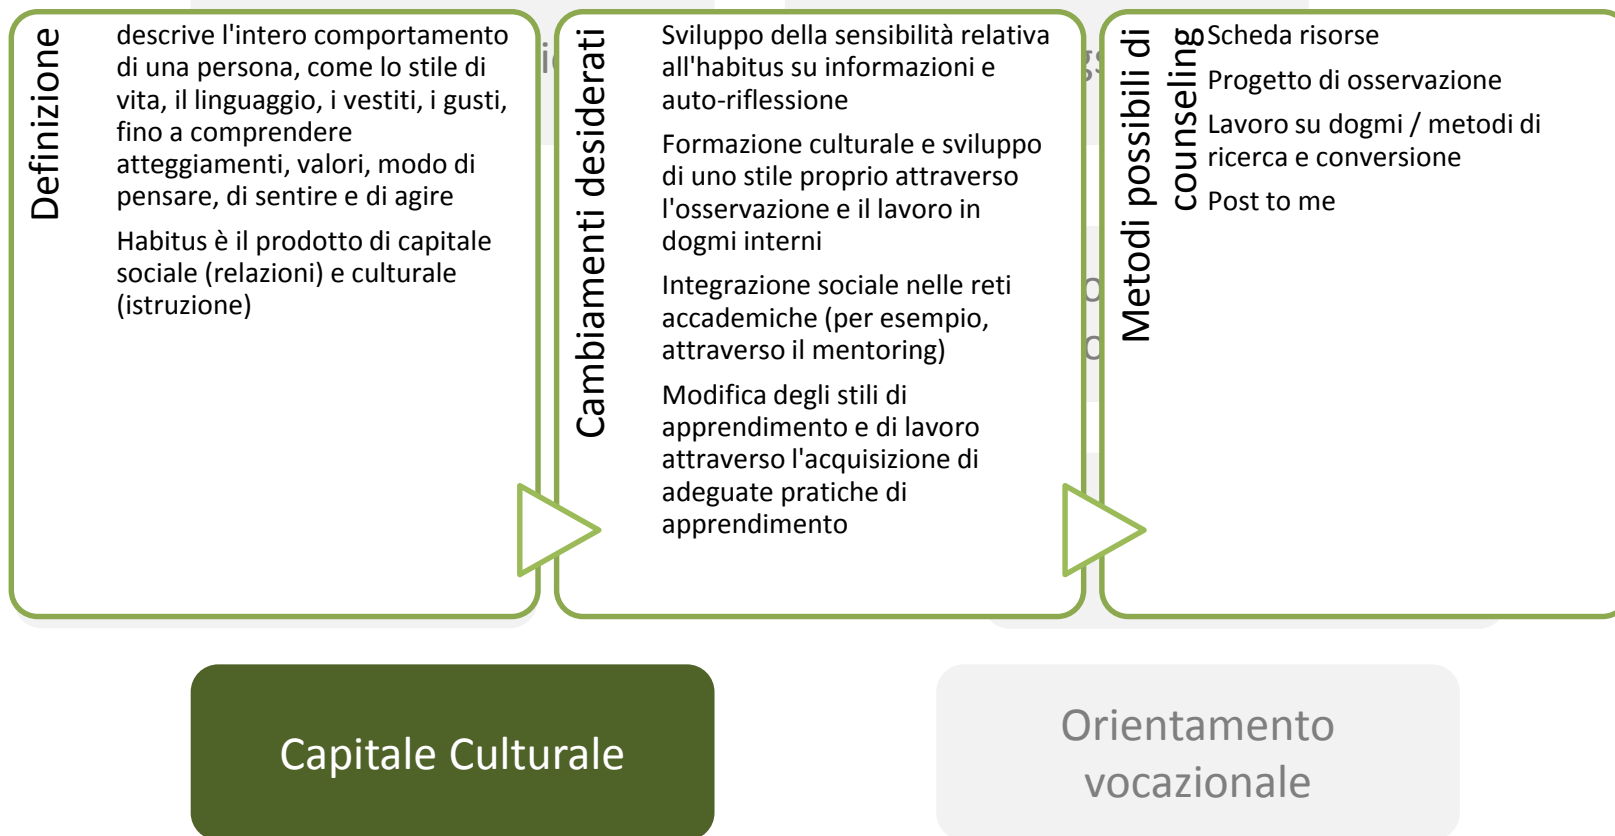 Definizione
descrive l'intero comportamento
di una persona, come lo stile di
vita, il linguaggio, i vestiti, i gusti,
fino a comprendere
atteggiamenti, valori, modo di
pensare, di sentire e di agire
Habitus è il prodotto di capitale
sociale (relazioni) e culturale
(istruzione)
Cambiamenti desiderati
Sviluppo della sensibilità relativa
all'habitus su informazioni e
auto-riflessione
Formazione culturale e sviluppo
di uno stile proprio attraverso
l'osservazione e il lavoro in
dogmi interni
Integrazione sociale nelle reti
accademiche (per esempio,
attraverso il mentoring)
Modifica degli stili di
apprendimento e di lavoro
attraverso l'acquisizione di
adeguate pratiche di
apprendimento
Metodi possibili di
counseling
Scheda risorse
Progetto di osservazione
Lavoro su dogmi / metodi di
ricerca e conversione
Post to me
Capitale Culturale
Orientamento
vocazionale